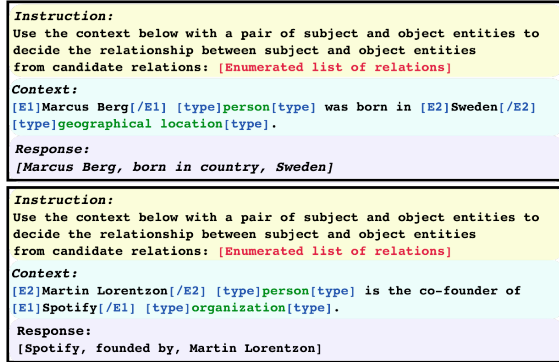 Instruction:
Use the context below with a pair of subject and object entities to
decide the relationship between subject and object entities
from candidate relations: [Enumerated list of relations]
Context:
[E1]Marcus Berg[/E1] [type]person[type] was born in [E2]Sweden[/E2]
[type]geographical location[type].
Response:
[Marcus Berg, born in country, Sweden]
Instruction:
Use the context below with a pair of subject and object entities to
decide the relationship between subject and object entities
from candidate relations: [Enumerated list of relations]
Context:
[E2]Martin Lorentzon[/E2] [type]person[type] is the co-founder of
[E1]Spotify[/E1] [type]organization[type].
Response:
[Spotify, founded by, Martin Lorentzon]